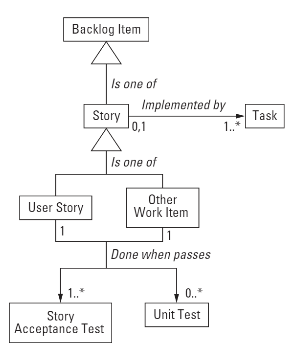 Backlog Item
Is one of
Implemented by
Story
Task
0,1
1..*
Is one of
User Story
Other
Work Item
1
1
Done when passes
1..*
0..*
Story
Acceptance Test
Unit Test